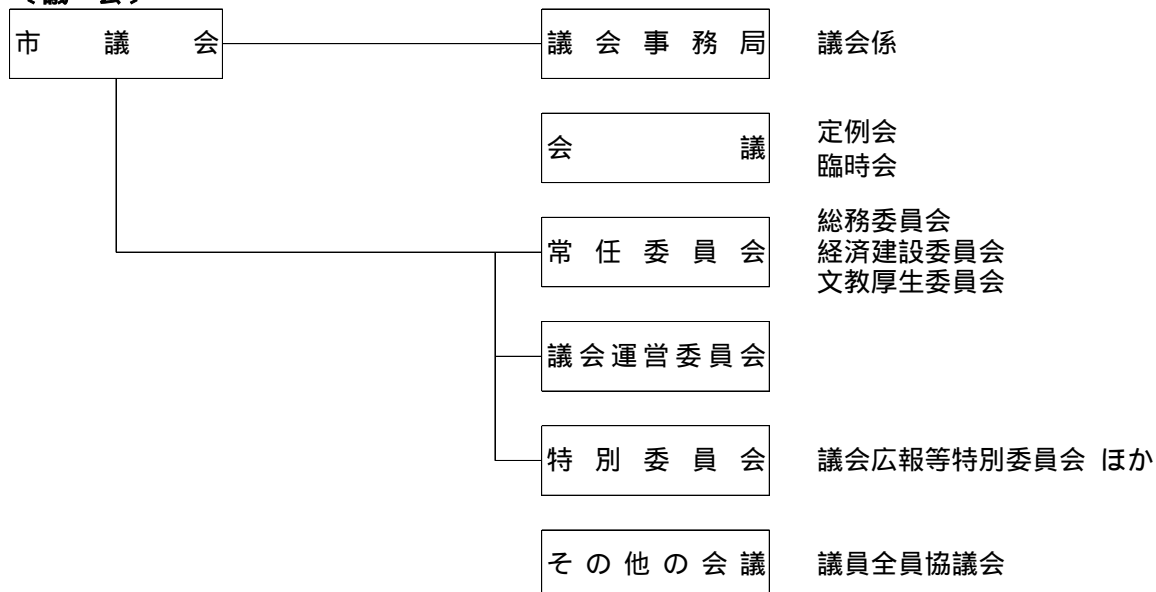 市議会
議会事務局 議会係
会議 定例会
臨時会
常任委員会 総務委員会
経済建設委員会
文教厚生委員会
議会運営委員会
特別委員会 議会広報等特別委員会 ほか
その他の会議 議員全員協議会